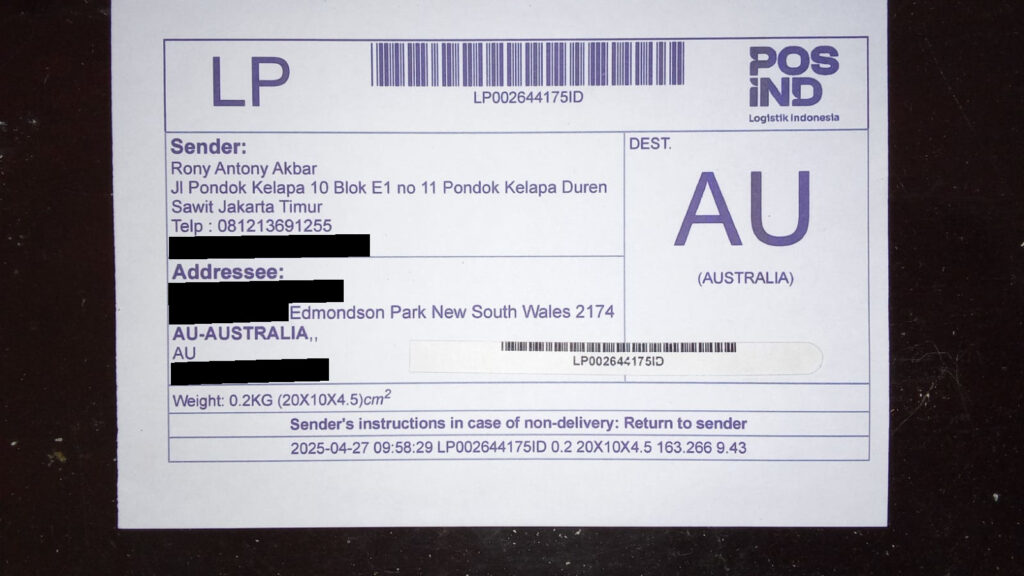 LP
LP002644175ID
POS
IND
Logistik Indonesia
Sender:
Rony Antony Akbar
Jl Pondok Kelapa 10 Blok E1 no 11 Pondok Kelapa Duren
Sawit Jakarta Timur
Telp : 081213691255
DEST.
AU
(AUSTRALIA)
Addressee:
Edmondson Park New South Wales 2174
AU-AUSTRALIA,,
AU
LP002644175ID
Weight: 0.2KG (20X10X4.5)cm²
Sender's instructions in case of non-delivery: Return to sender
2025-04-27 09:58:29 LP002644175ID 0.2 20X10X4.5 163.266 9.43